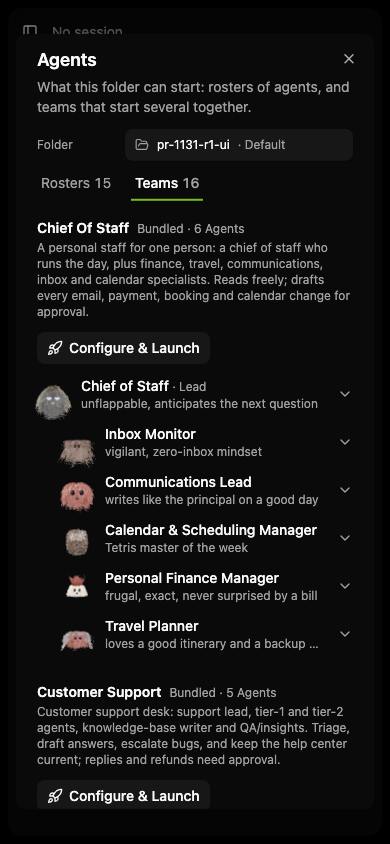 No session
Agents
What this folder can start: rosters of agents, and
teams that start several together.
Folder
pr-1131-r1-ui · Default
Rosters 15
Teams 16
Chief Of Staff Bundled · 6 Agents
A personal staff for one person: a chief of staff who
runs the day, plus finance, travel, communications,
inbox and calendar specialists. Reads freely; drafts
every email, payment, booking and calendar change for
approval.
Configure & Launch
Chief of Staff · Lead
unflappable, anticipates the next question
Inbox Monitor
vigilant, zero-inbox mindset
Communications Lead
writes like the principal on a good day
Calendar & Scheduling Manager
Tetris master of the week
Personal Finance Manager
frugal, exact, never surprised by a bill
Travel Planner
loves a good itinerary and a backup ...
Customer Support Bundled · 5 Agents
Customer support desk: support lead, tier-1 and tier-2
agents, knowledge-base writer and QA/insights. Triage,
draft answers, escalate bugs, and keep the help center
current; replies and refunds need approval.
Configure & Launch